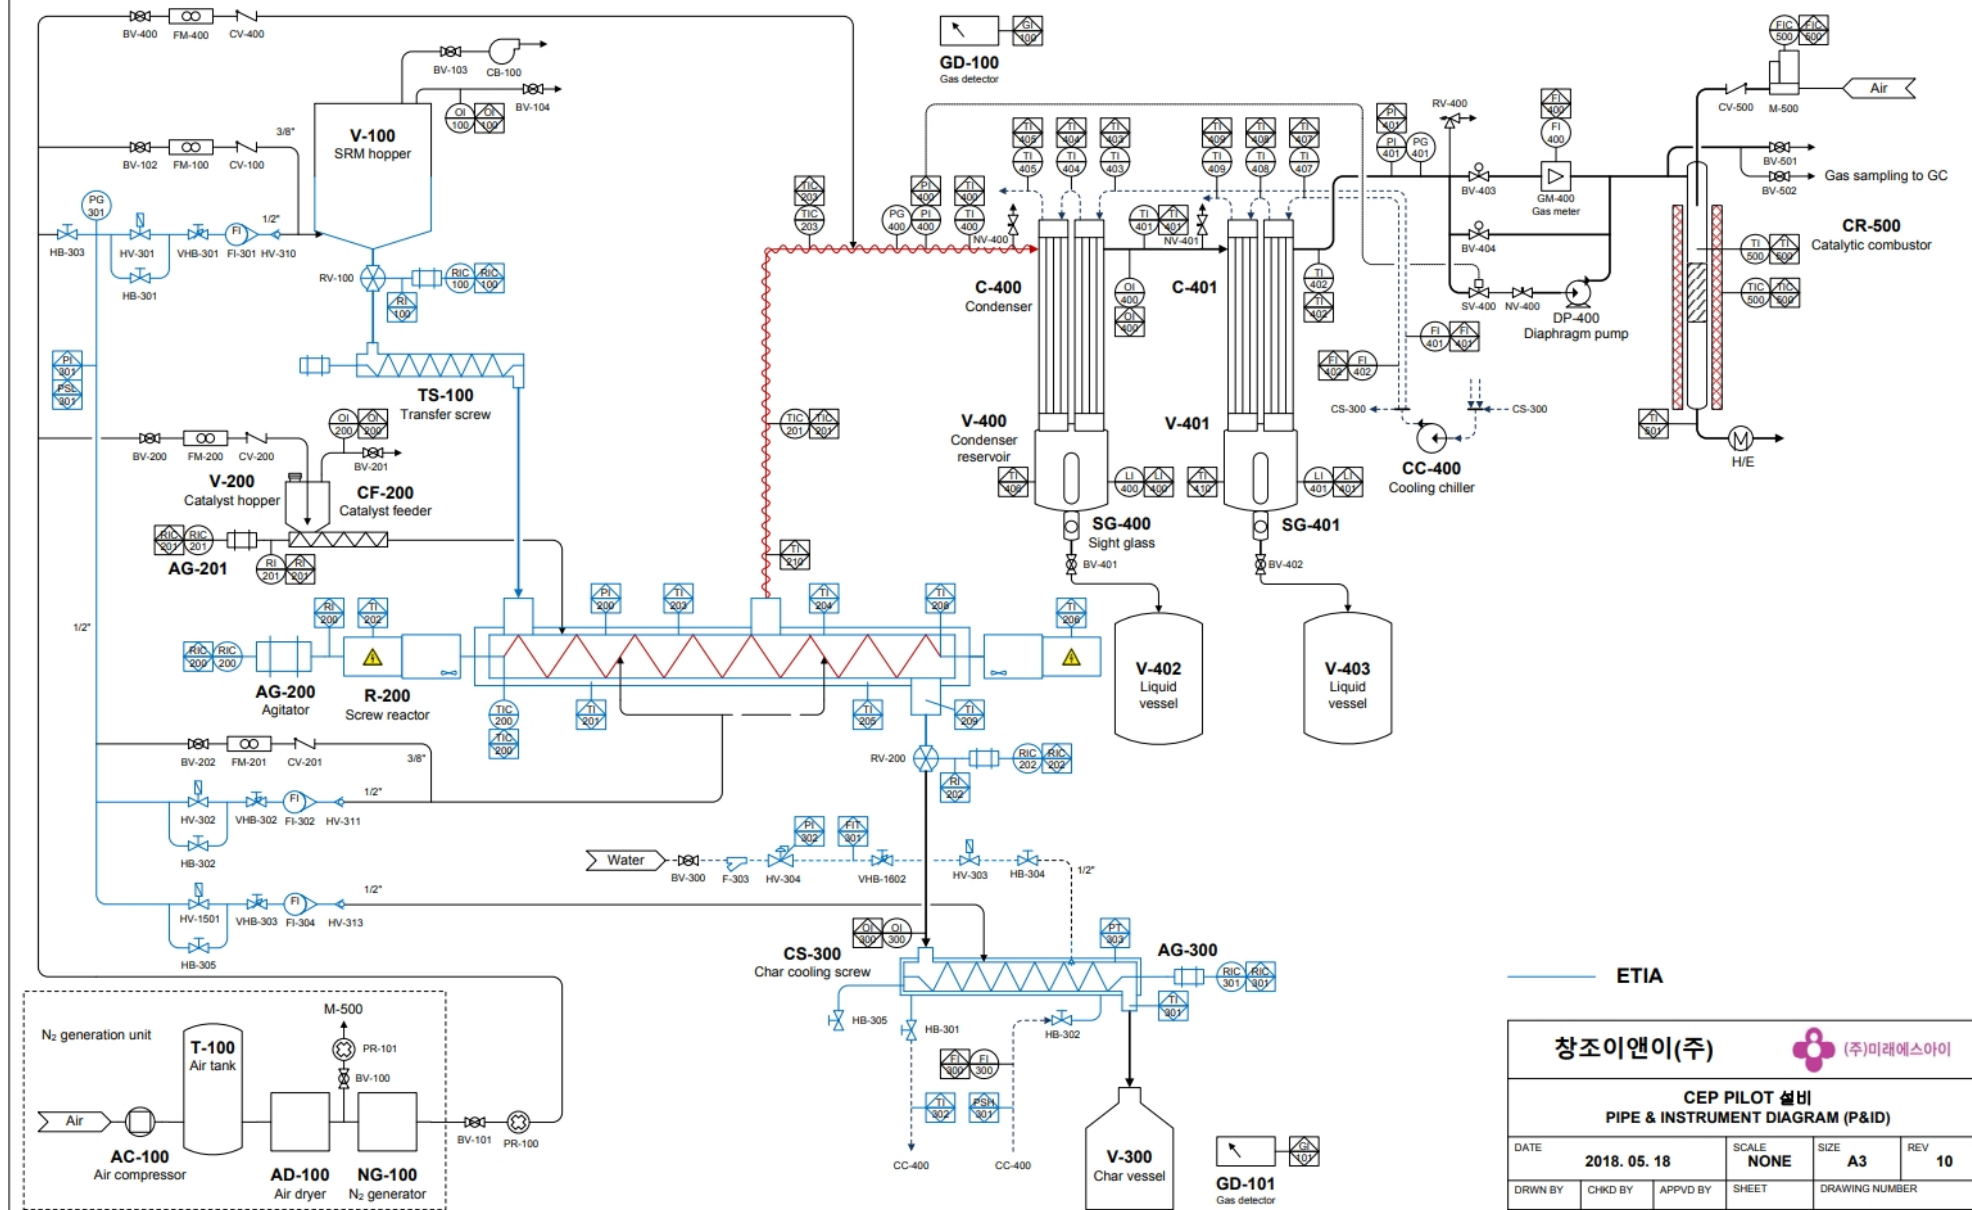 BV-400
FM-400
CV-400
BV-103
CB-100
BV-104
OI
100
OI
100
V-100
SRM hopper
3/8"
BV-102
FM-100
CV-100
PG
301
1/2"
FI
HB-303
HV-301
VHB-301
FI-301
HV-310
HB-301
RV-100
RIC
100
RIC
100
RI
100
PI
301
PSL
301
TS-100
Transfer screw
OI
200
OI
200
BV-200
FM-200
CV-200
BV-201
V-200
Catalyst hopper
CF-200
Catalyst feeder
RIC
201
RIC
201
AG-201
RI
201
RI
201
1/2"
RI
200
TI
202
RIC
200
RIC
200
AG-200
Agitator
R-200
Screw reactor
PI
200
TI
203
TI
204
TI
208
TI
206
TIC
200
TIC
200
TI
201
TI
205
TI
209
BV-202
FM-201
CV-201
3/8"
FI
1/2"
HV-302
VHB-302
FI-302
HV-311
HB-302
FI
1/2"
HV-1501
VHB-303
FI-304
HV-313
HB-305
RV-200
RIC
202
RIC
202
RI
202
Water
PI
302
FIT
301
BV-300
F-303
HV-304
VHB-1602
HV-303
HB-304
1/2"
OI
300
OI
300
CS-300
Char cooling screw
PT
303
AG-300
RIC
301
RIC
301
TI
301
HB-305
HB-301
HB-302
FI
300
FI
300
TI
302
PSH
301
CC-400
CC-400
V-300
Char vessel
GI
101
GD-101
Gas detector
N₂ generation unit
T-100
Air tank
M-500
PR-101
BV-100
Air
AC-100
Air compressor
AD-100
Air dryer
NG-100
N₂ generator
BV-101
PR-100
GI
100
GD-100
Gas detector
TIC
203
TIC
203
PG
400
PI
400
PI
400
TI
400
TI
400
NV-400
TI
405
TI
405
TI
404
TI
404
TI
403
TI
403
TI
409
TI
409
TI
408
TI
408
TI
407
TI
407
TI
401
TI
401
NV-401
C-400
Condenser
OI
400
OI
400
C-401
TI
402
TI
402
TIC
201
TIC
201
TI
210
V-400
Condenser
reservoir
V-401
TI
406
LI
400
LI
400
TI
410
LI
401
LI
401
SG-400
Sight glass
SG-401
BV-401
BV-402
V-402
Liquid
vessel
V-403
Liquid
vessel
PI
401
PI
401
PG
401
RV-400
FI
400
FI
400
BV-403
GM-400
Gas meter
BV-404
SV-400
NV-400
DP-400
Diaphragm pump
FI
401
FI
401
FI
402
FI
402
CS-300
CS-300
CC-400
Cooling chiller
FIC
500
FIC
500
CV-500
M-500
Air
BV-501
BV-502
Gas sampling to GC
CR-500
Catalytic combustor
TI
500
TI
500
TIC
500
TIC
500
TI
501
M
H/E
ETIA
창조이앤이(주)
(주)미래에스아이
CEP PILOT 설비
PIPE & INSTRUMENT DIAGRAM (P&ID)
DATE
2018. 05. 18
SCALE
NONE
SIZE
A3
REV
10
DRWN BY
CHKD BY
APPVD BY
SHEET
DRAWING NUMBER